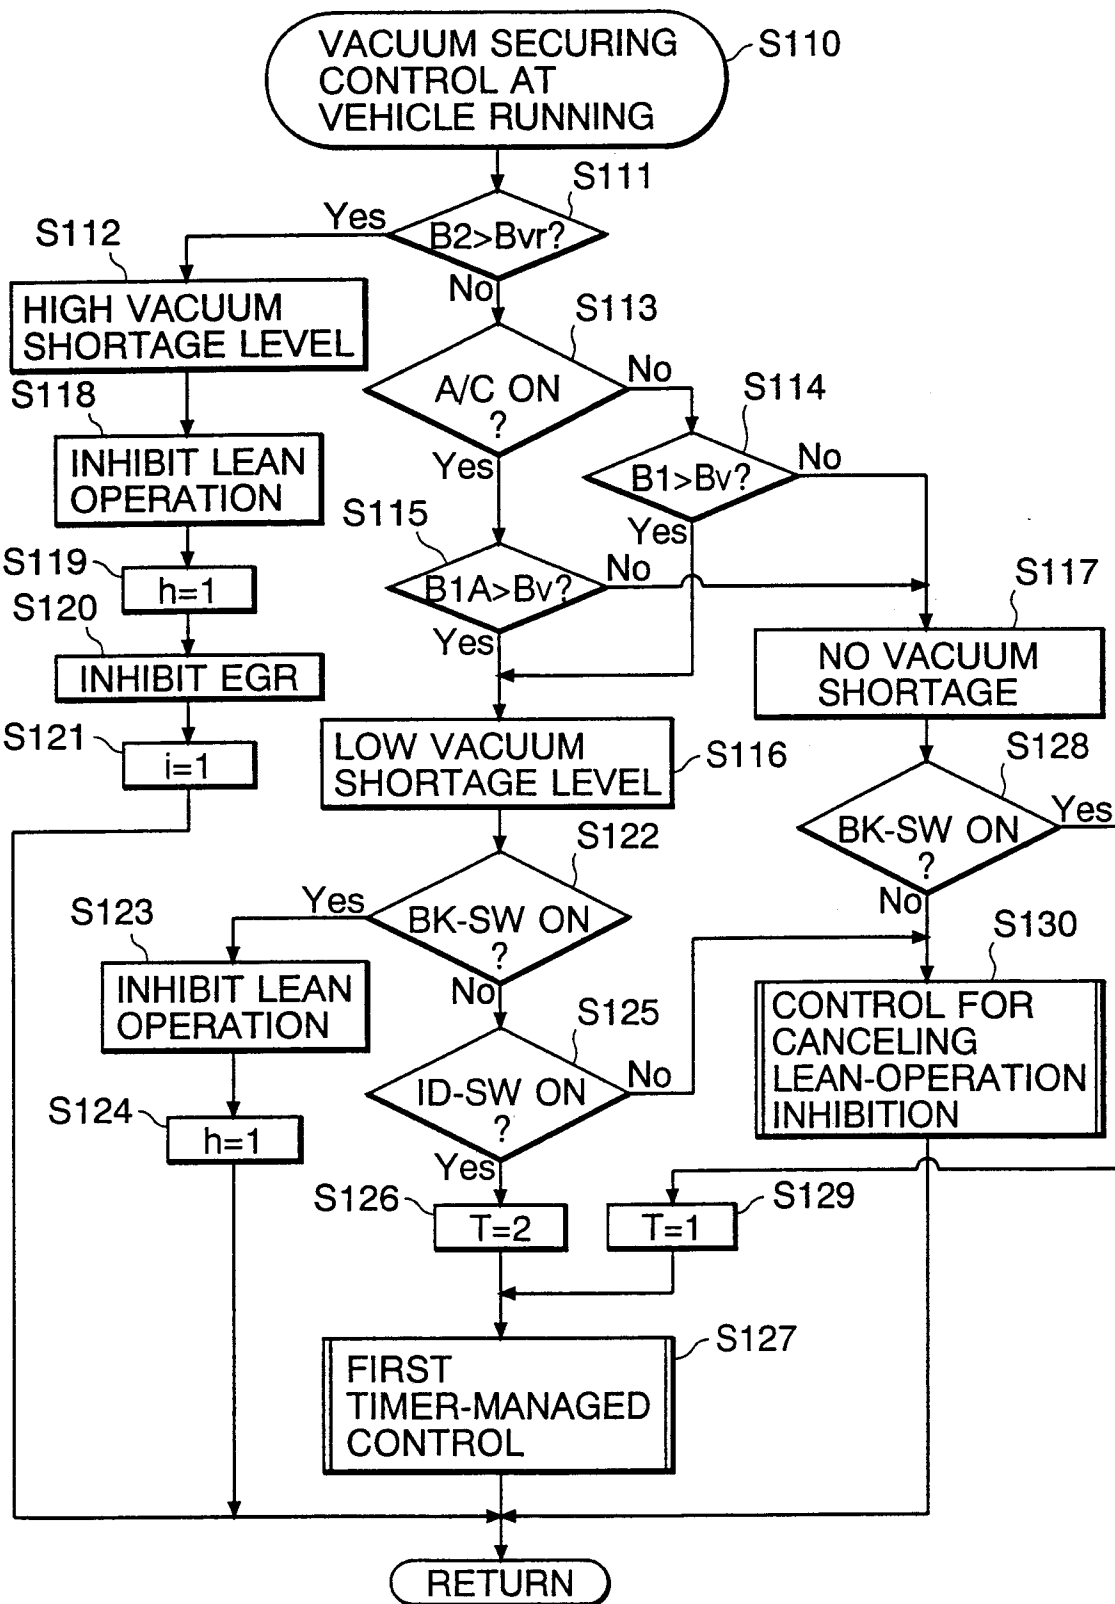 VACUUM SECURING
CONTROL AT
VEHICLE RUNNING
S110
S111
B2>Bvr?
Yes
No
S112
HIGH VACUUM
SHORTAGE LEVEL
S113
A/C ON
?
No
Yes
S114
B1>Bv?
No
Yes
S118
INHIBIT LEAN
OPERATION
S115
B1A>Bv?
No
Yes
S119
h=1
S120
INHIBIT EGR
S121
i=1
S117
NO VACUUM
SHORTAGE
LOW VACUUM
SHORTAGE LEVEL
S116
S128
BK-SW ON
?
Yes
No
S122
BK-SW ON
?
Yes
No
S123
INHIBIT LEAN
OPERATION
S124
h=1
S125
ID-SW ON
?
No
Yes
S130
CONTROL FOR
CANCELING
LEAN-OPERATION
INHIBITION
S126
T=2
S129
T=1
S127
FIRST
TIMER-MANAGED
CONTROL
RETURN